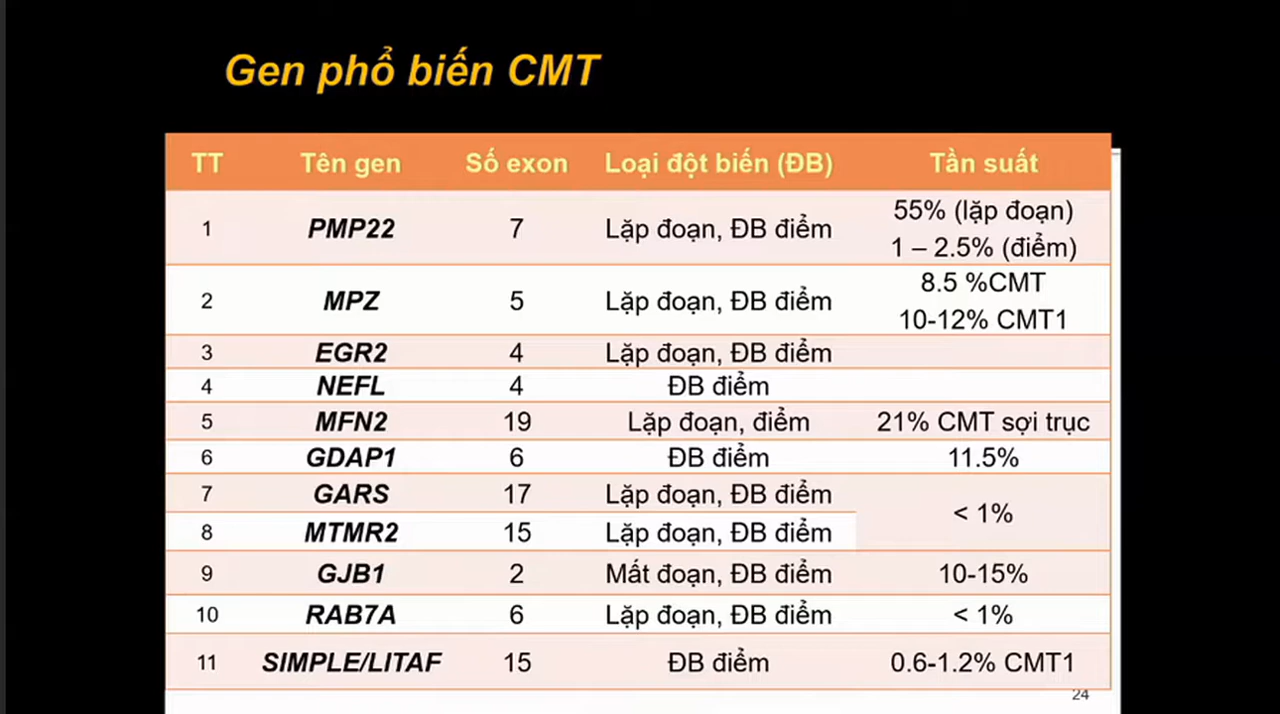 Gen phổ biến CMT
TT Tên gen Số exon Loại đột biến (ĐB) Tần suất
1 PMP22 7 Lặp đoạn, ĐB điểm 55% (lặp đoạn)
1 – 2.5% (điểm)
2 MPZ 5 Lặp đoạn, ĐB điểm 8.5 %CMT
10-12% CMT1
3 EGR2 4 Lặp đoạn, ĐB điểm
4 NEFL 4 ĐB điểm
5 MFN2 19 Lặp đoạn, điểm 21% CMT sợi trục
6 GDAP1 6 ĐB điểm 11.5%
7 GARS 17 Lặp đoạn, ĐB điểm < 1%
8 MTMR2 15 Lặp đoạn, ĐB điểm
9 GJB1 2 Mất đoạn, ĐB điểm 10-15%
10 RAB7A 6 Lặp đoạn, ĐB điểm < 1%
11 SIMPLE/LITAF 15 ĐB điểm 0.6-1.2% CMT1
24